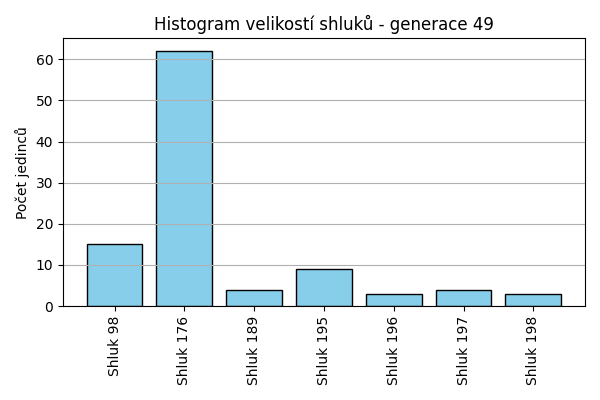 Histogram velikostí shluků - generace 49
Počet jedinců
60
50
40
30
20
10
0
Shluk 98
Shluk 176
Shluk 189
Shluk 195
Shluk 196
Shluk 197
Shluk 198